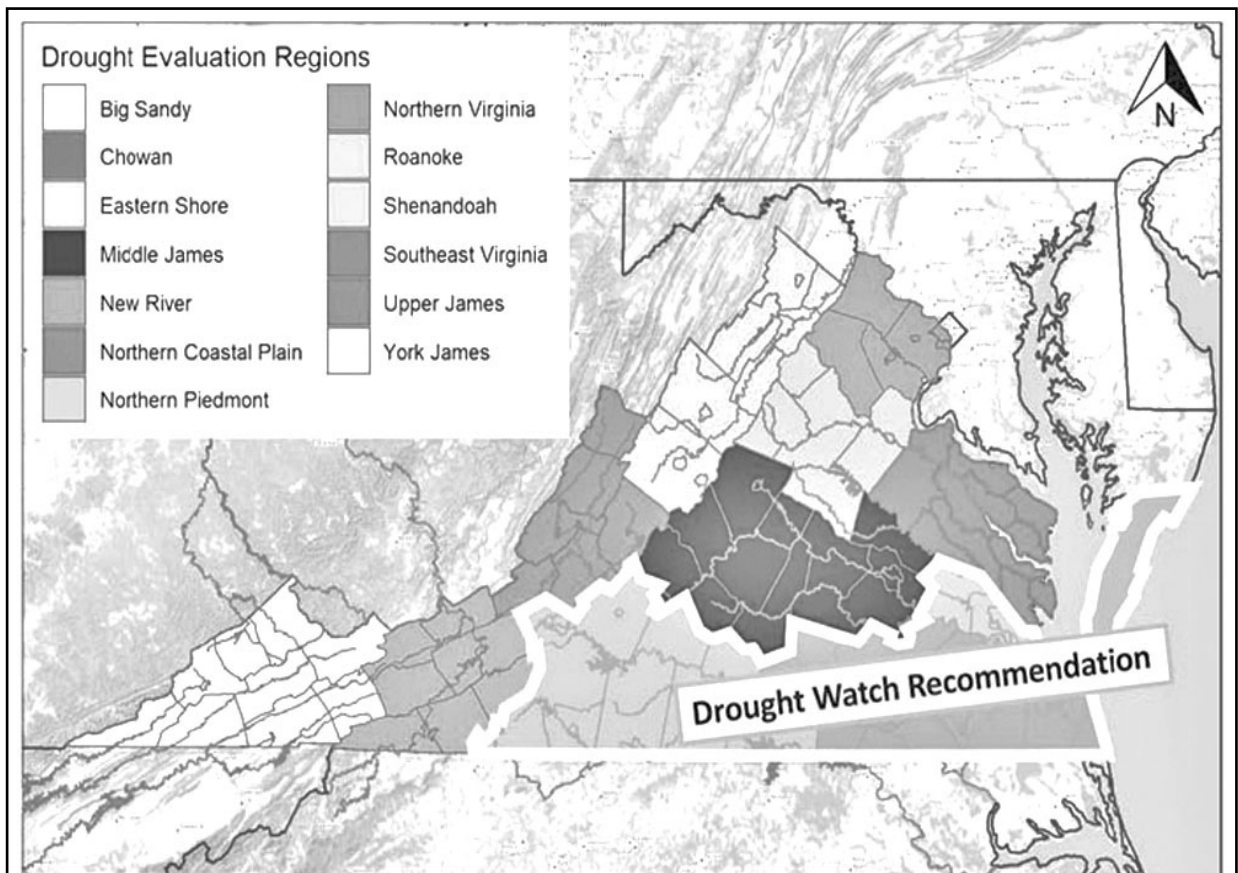 Drought Evaluation Regions
Big Sandy
Chowan
Eastern Shore
Middle James
New River
Northern Coastal Plain
Northern Piedmont
Northern Virginia
Roanoke
Shenandoah
Southeast Virginia
Upper James
York James
N
Drought Watch Recommendation